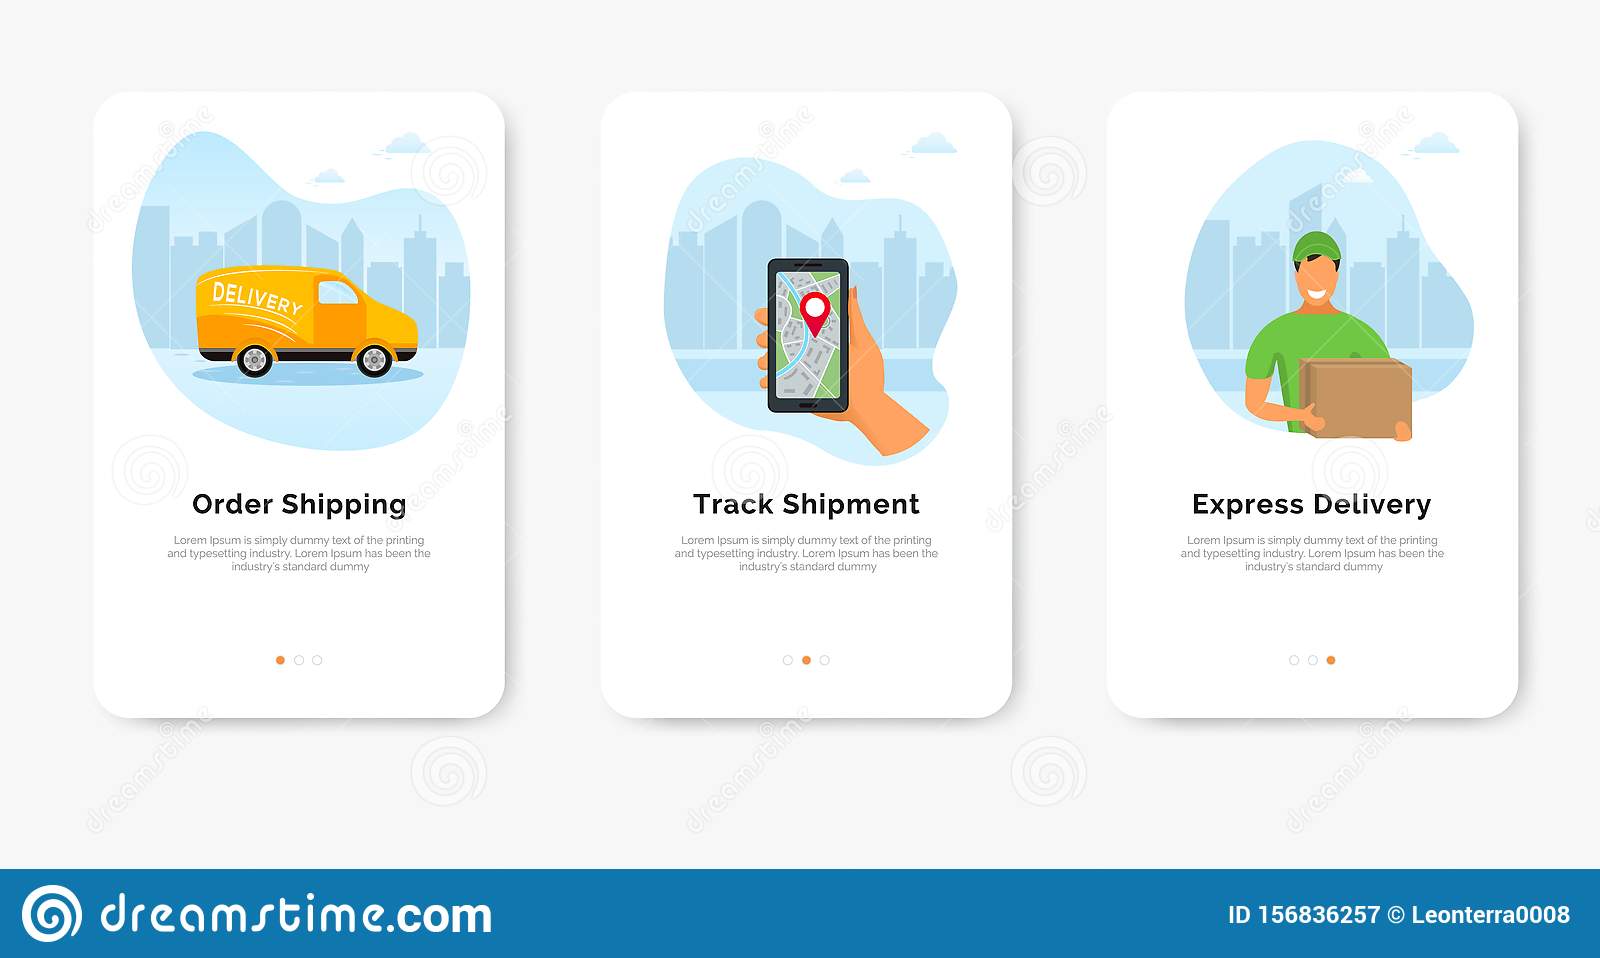 DELIVERY
Order Shipping
Lorem Ipsum is simply dummy text of the printing
and typesetting industry. Lorem Ipsum has been the
industry's standard dummy
Track Shipment
Lorem Ipsum is simply dummy text of the printing
and typesetting industry. Lorem Ipsum has been the
industry's standard dummy
Express Delivery
Lorem Ipsum is simply dummy text of the printing
and typesetting industry. Lorem Ipsum has been the
industry's standard dummy
dreamstime.com
ID 156836257 © Leonterra0008